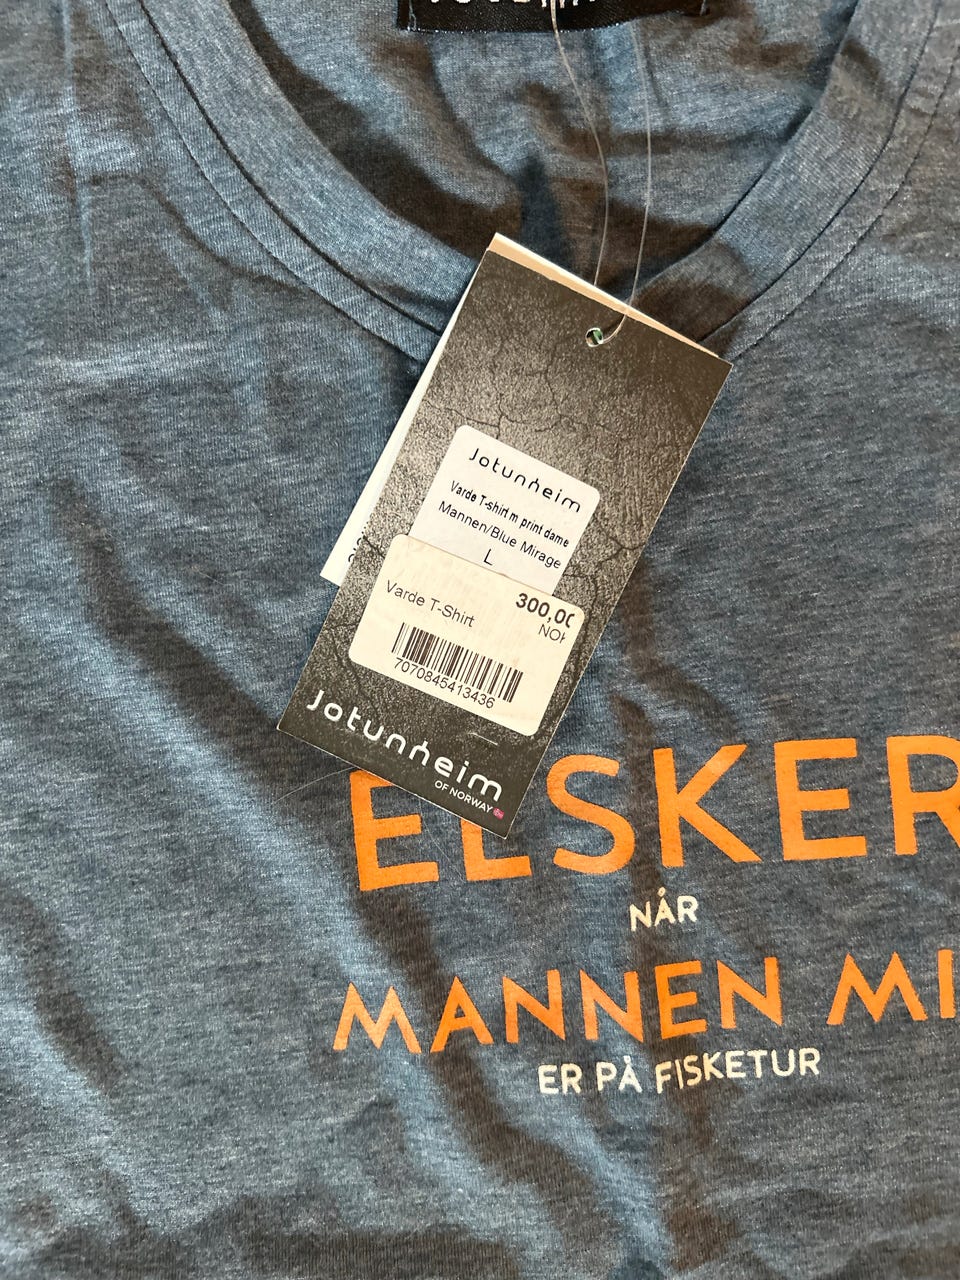 Jotunheim
Varde T-shirt m print dame
Mannen/Blue Mirage
L
Varde T-Shirt
300,00
NOK
7070845413436
Jotunheim
OF NORWAY
ELSKER
NÅR
MANNEN MI
ER PÅ FISKETUR